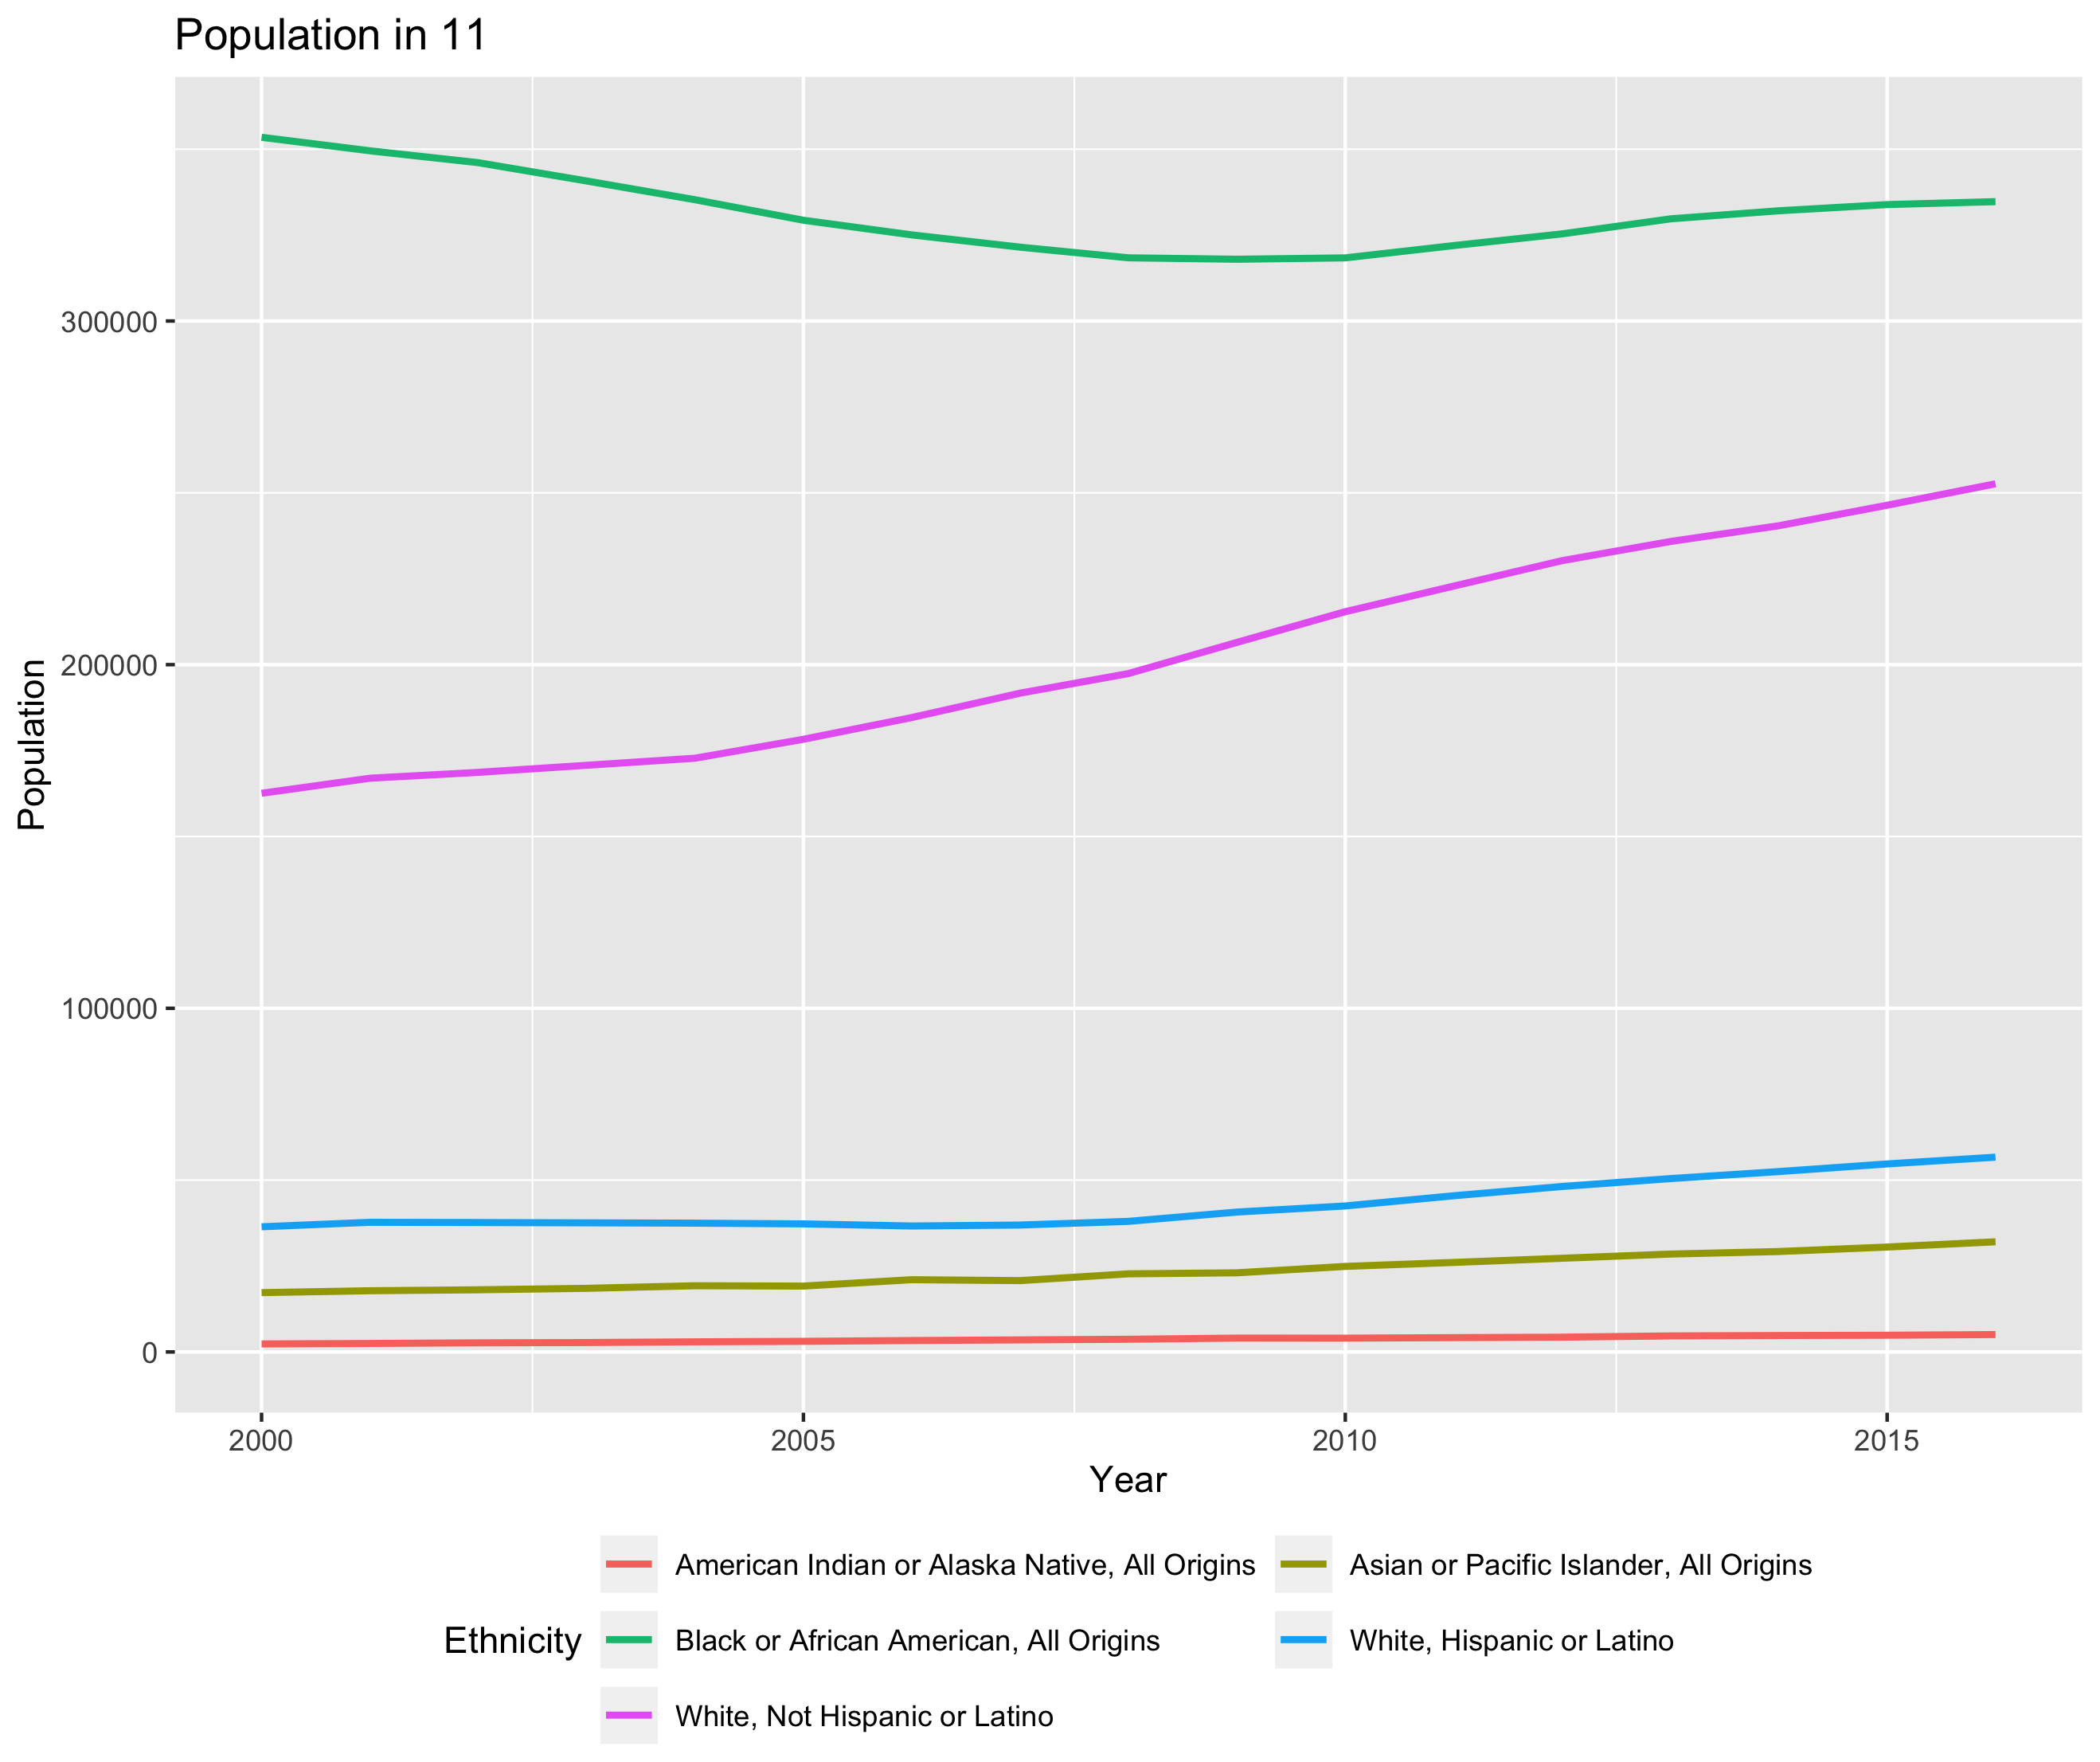 Population in 11
Population
300000
200000
100000
0
2000 2005 2010 2015
Year
Ethnicity
American Indian or Alaska Native, All Origins
Asian or Pacific Islander, All Origins
Black or African American, All Origins
White, Hispanic or Latino
White, Not Hispanic or Latino